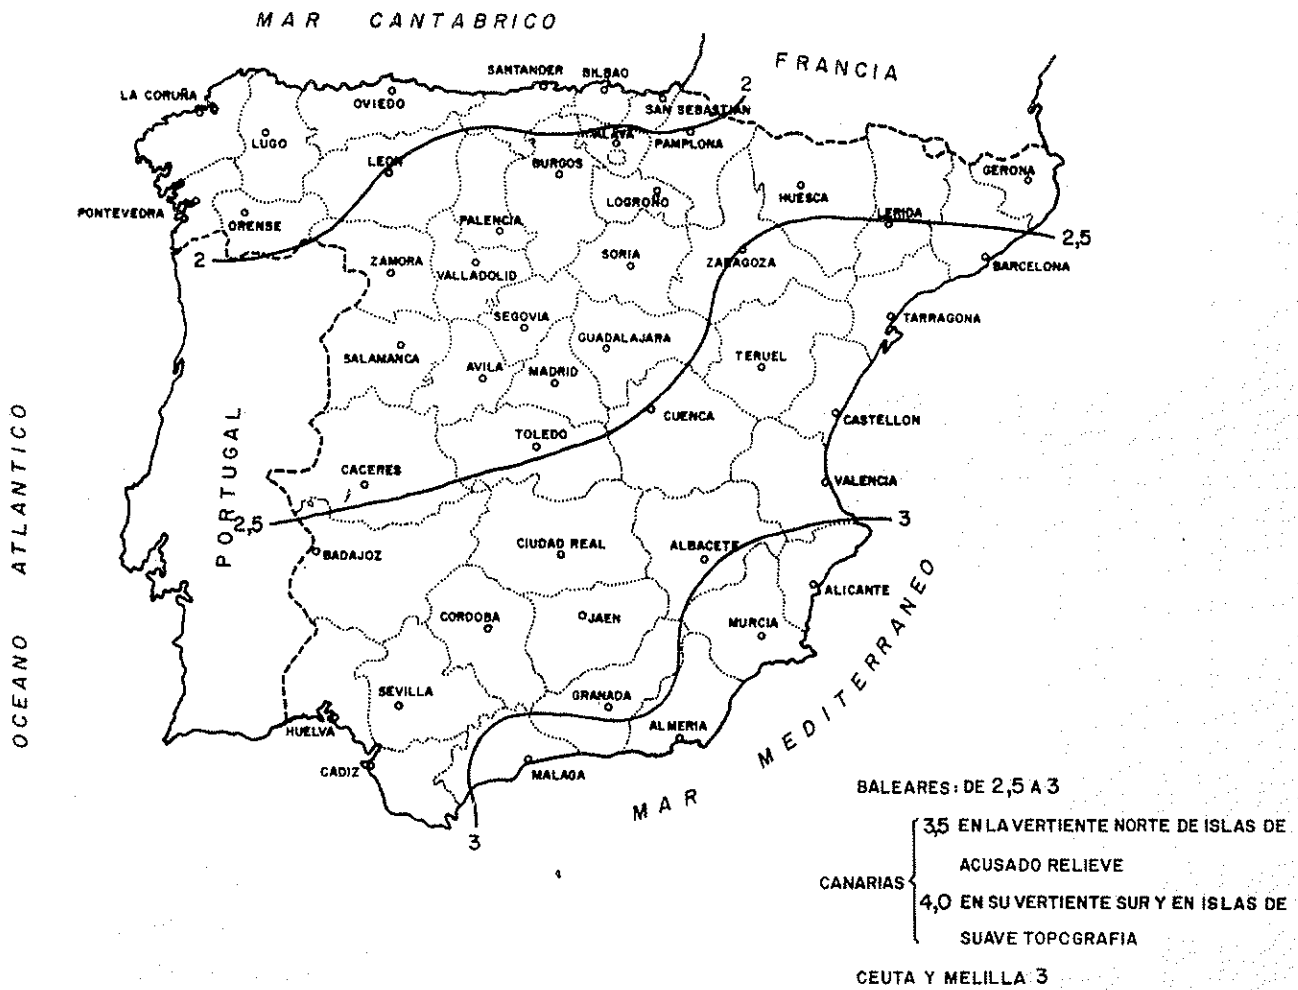 MAR CANTABRICO
FRANCIA
SANTANDER
BILBAO
2
LA CORUÑA
OVIEDO
SAN SEBASTIAN
LUGO
ALAVA
PAMPLONA
LEON
BURGOS
GERONA
HUESCA
LOGROÑO
PONTEVEDRA
ORENSE
PALENCIA
LERIDA
2,5
2
ZAMORA
VALLADOLID
SORIA
ZARAGOZA
BARCELONA
SEGOVIA
TARRAGONA
SALAMANCA
GUADALAJARA
TERUEL
AVILA
MADRID
CUENCA
CASTELLON
TOLEDO
PORTUGAL
CACERES
VALENCIA
OCEANO ATLANTICO
2,5
3
BADAJOZ
CIUDAD REAL
ALBACETE
ALICANTE
CORDOBA
JAEN
MURCIA
SEVILLA
GRANADA
ALMERIA
HUELVA
CADIZ
MALAGA
MAR MEDITERRANEO
3
BALEARES: DE 2,5 A 3
3,5 EN LA VERTIENTE NORTE DE ISLAS DE
ACUSADO RELIEVE
CANARIAS
4,0 EN SU VERTIENTE SUR Y EN ISLAS DE
SUAVE TOPOGRAFIA
CEUTA Y MELILLA 3